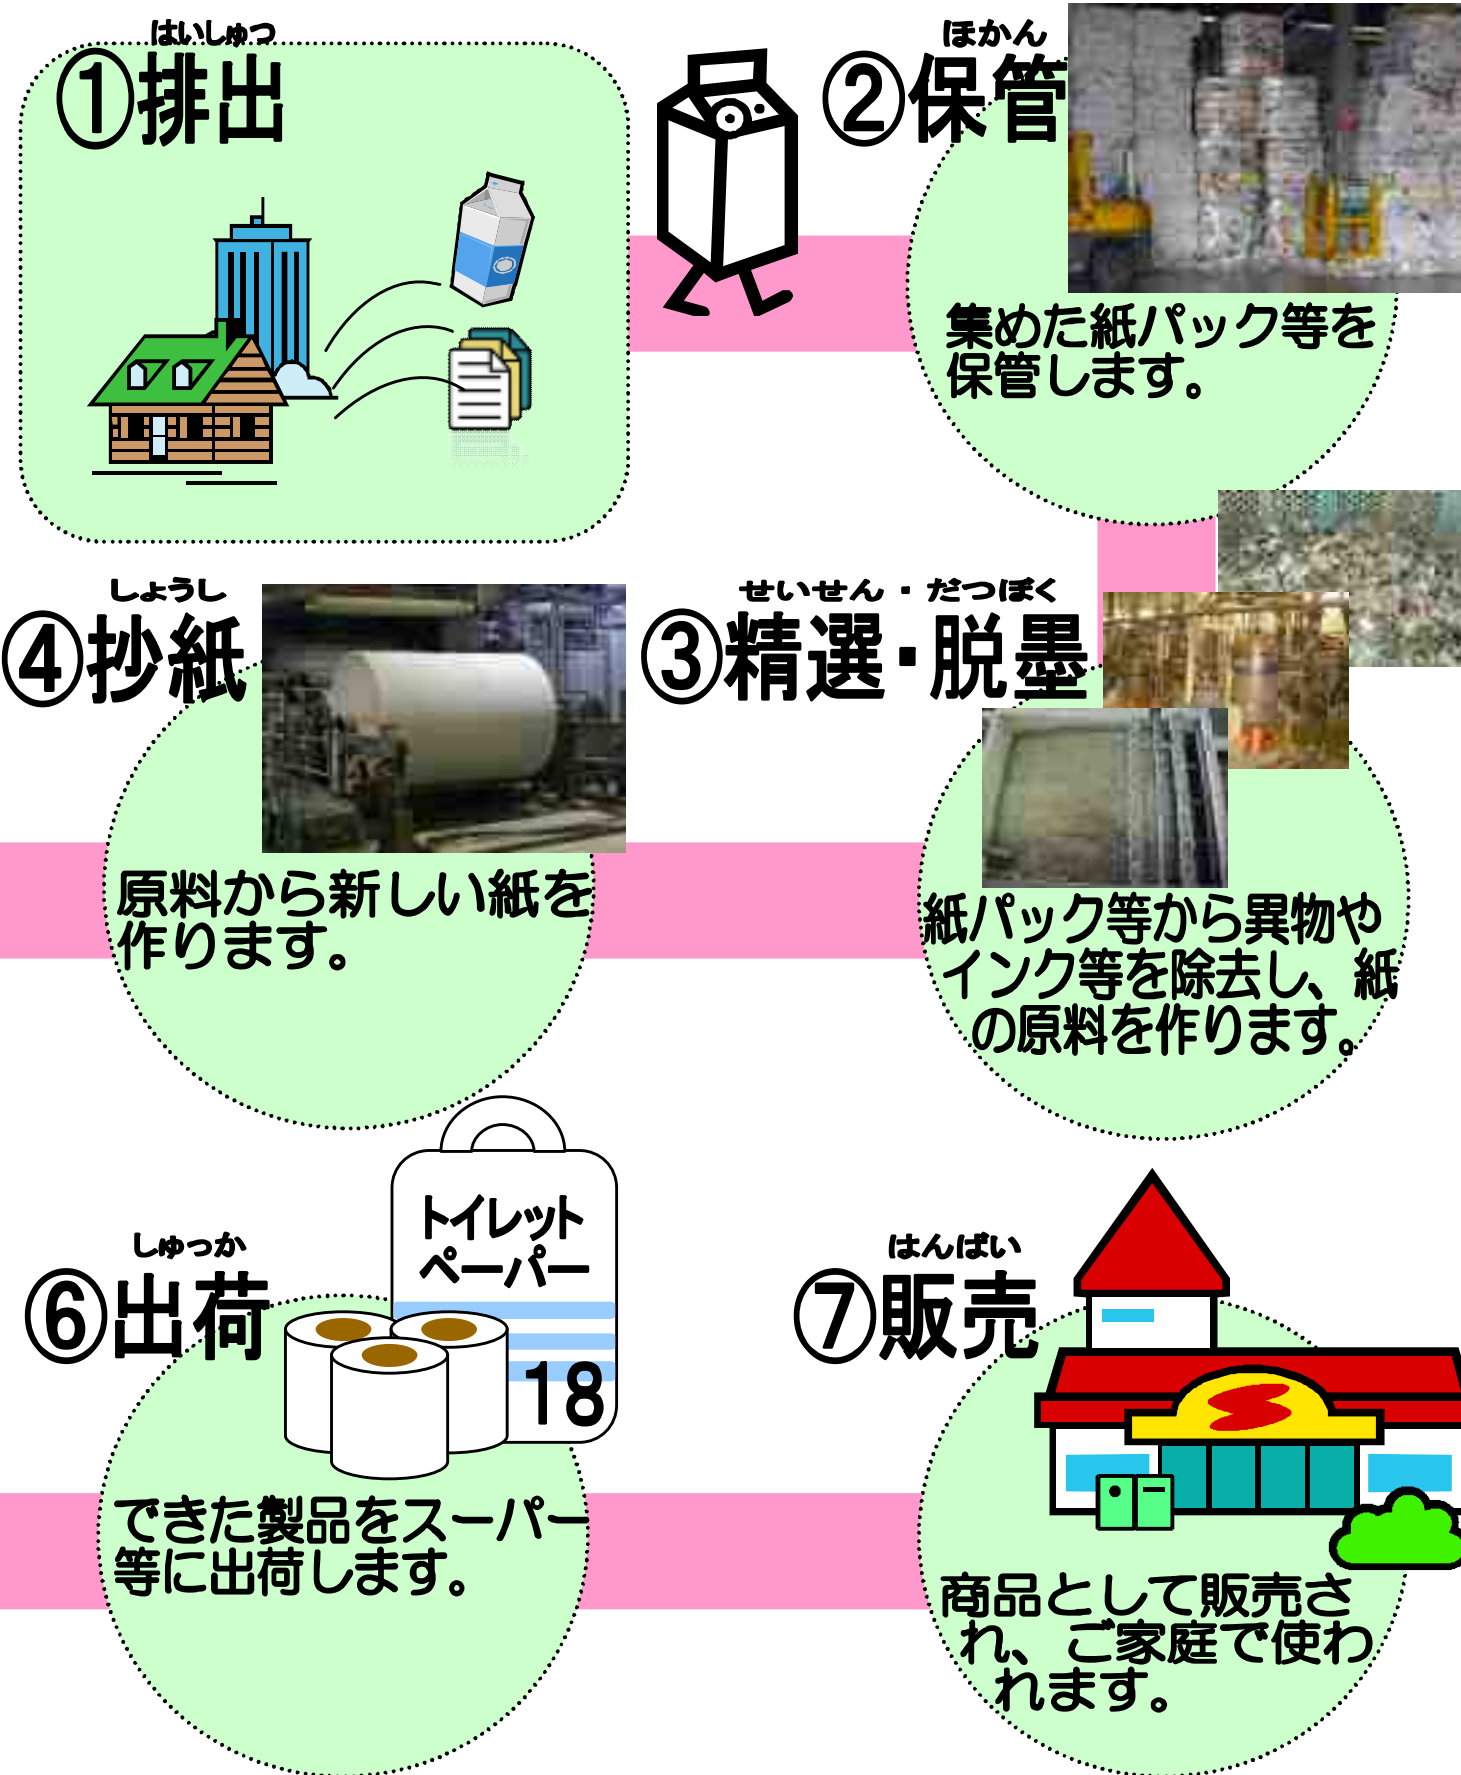 はいしゅつ
①排出
ほかん
②保管
集めた紙パック等を
保管します。
せいせん・だつぼく
③精選・脱墨
紙パック等から異物や
インク等を除去し、紙
の原料を作ります。
しょうし
④抄紙
原料から新しい紙を
作ります。
しゅっか
⑥出荷
トイレット
ペーパー
18
できた製品をスーパー
等に出荷します。
はんばい
⑦販売
商品として販売さ
れ、ご家庭で使わ
れます。